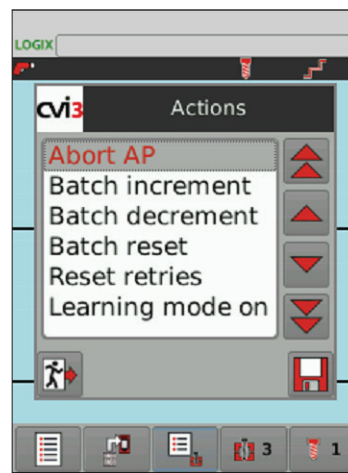 LOGIX
cvi3
Actions
Abort AP
Batch increment
Batch decrement
Batch reset
Reset retries
Learning mode on
3
1